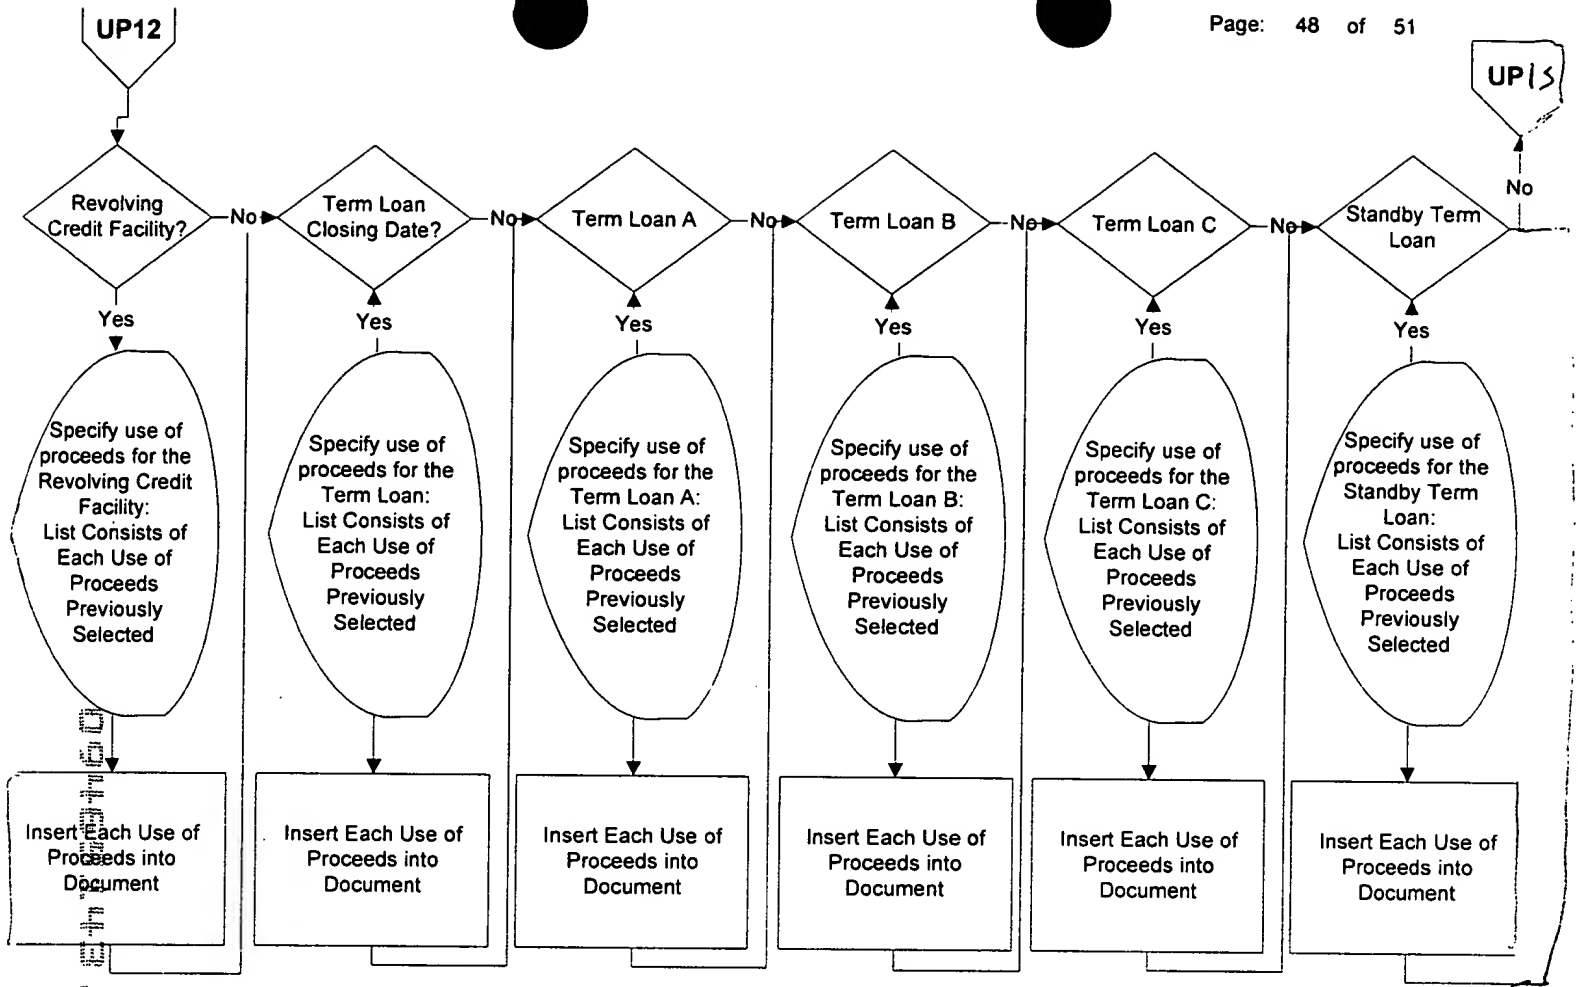 UP12
Page: 48 of 51
UP15
Revolving
Credit Facility?
No
Term Loan
Closing Date?
No
Term Loan A
No
Term Loan B
No
Term Loan C
No
Standby Term
Loan
No
Yes
Yes
Yes
Yes
Yes
Yes
Specify use of
proceeds for the
Revolving Credit
Facility:
List Consists of
Each Use of
Proceeds
Previously
Selected
Specify use of
proceeds for the
Term Loan:
List Consists of
Each Use of
Proceeds
Previously
Selected
Specify use of
proceeds for the
Term Loan A:
List Consists of
Each Use of
Proceeds
Previously
Selected
Specify use of
proceeds for the
Term Loan B:
List Consists of
Each Use of
Proceeds
Previously
Selected
Specify use of
proceeds for the
Term Loan C:
List Consists of
Each Use of
Proceeds
Previously
Selected
Specify use of
proceeds for the
Standby Term
Loan:
List Consists of
Each Use of
Proceeds
Previously
Selected
Insert Each Use of
Proceeds into
Document
Insert Each Use of
Proceeds into
Document
Insert Each Use of
Proceeds into
Document
Insert Each Use of
Proceeds into
Document
Insert Each Use of
Proceeds into
Document
Insert Each Use of
Proceeds into
Document